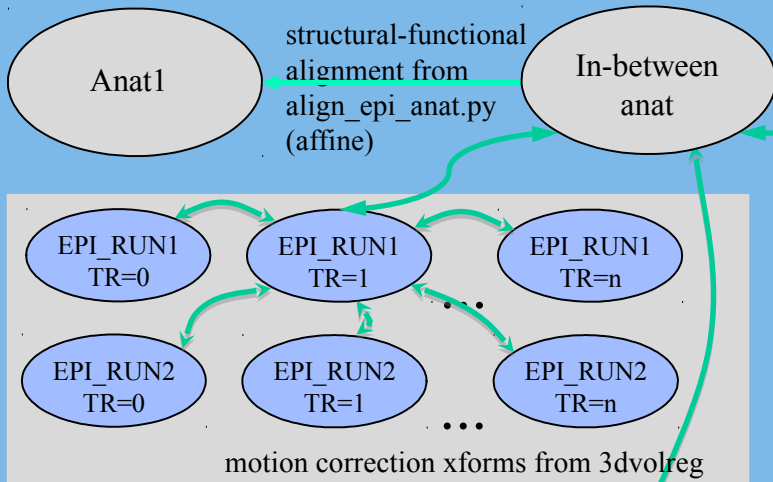 Anat1
structural-functional
alignment from
align_epi_anat.py
(affine)
In-between
anat
EPI_RUN1
TR=0
EPI_RUN1
TR=1
EPI_RUN1
TR=n
...
EPI_RUN2
TR=0
EPI_RUN2
TR=1
EPI_RUN2
TR=n
...
motion correction xforms from 3dvolreg